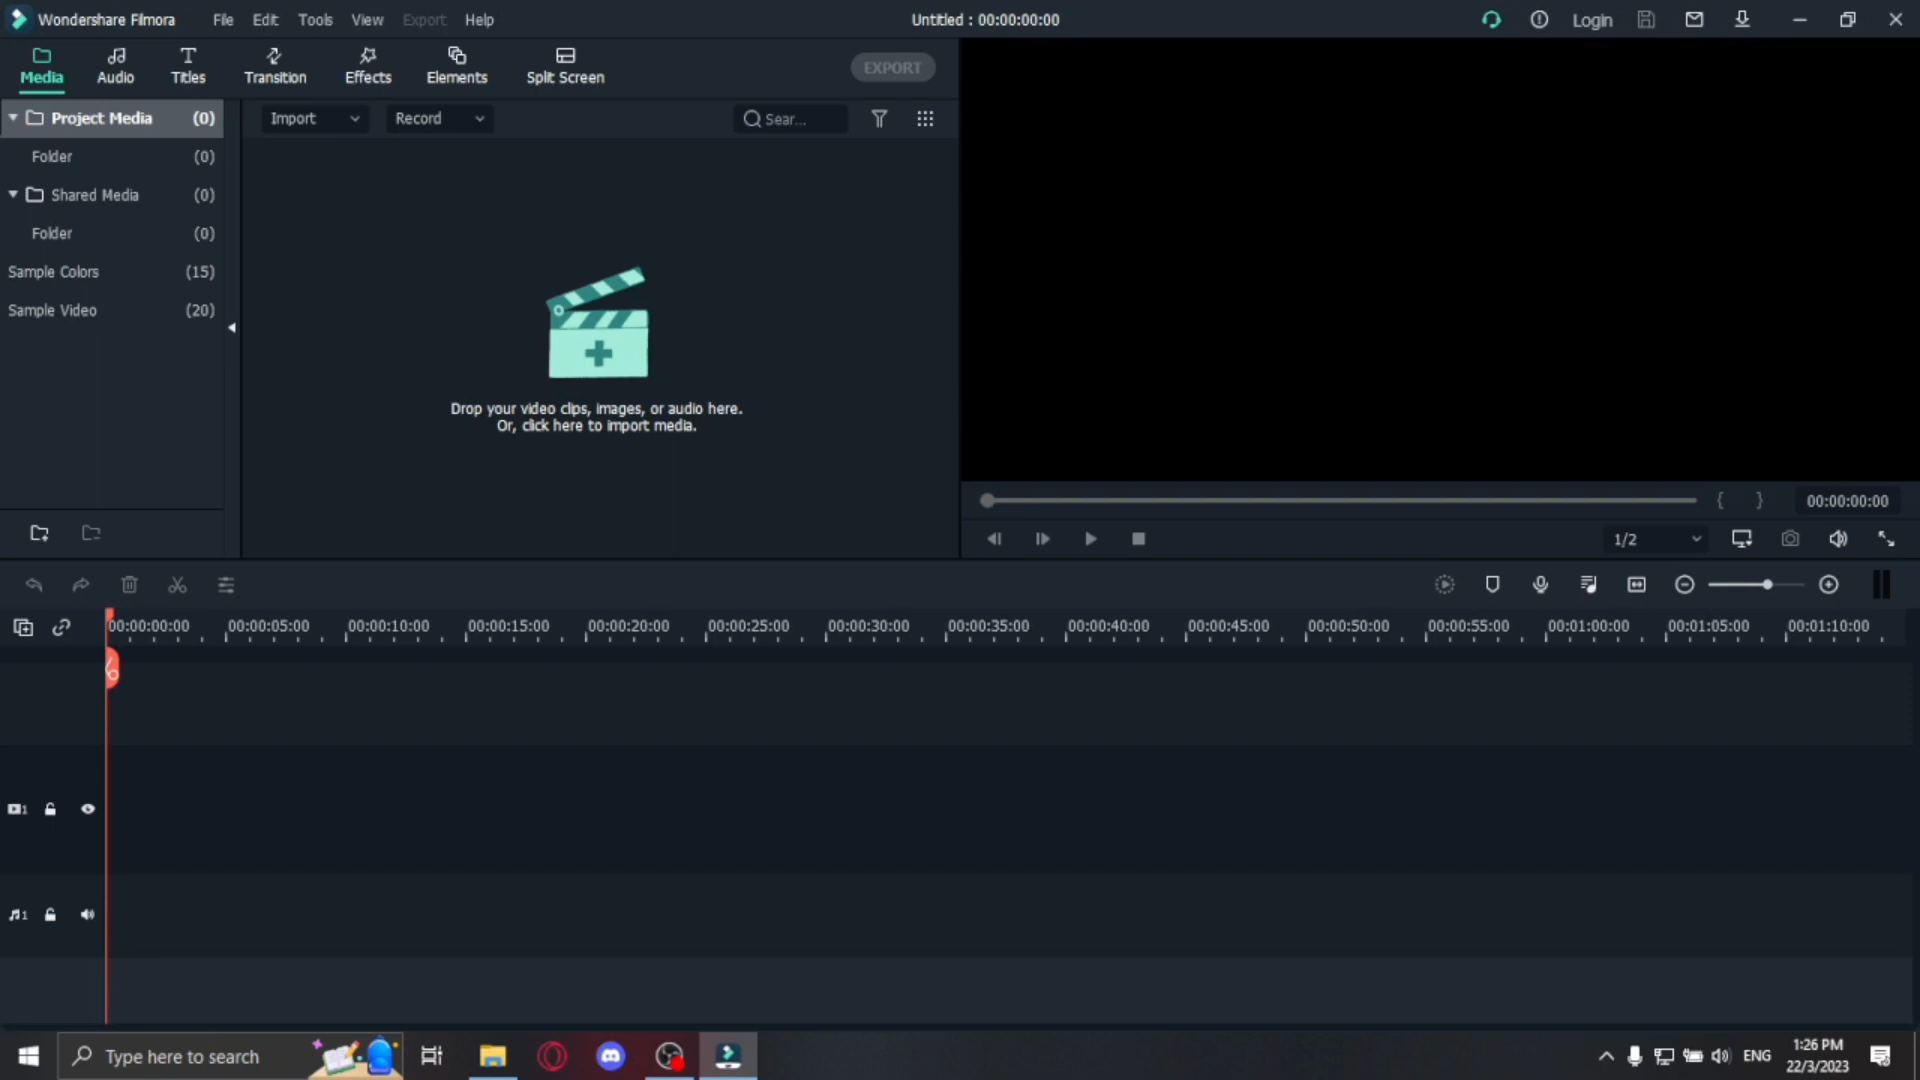 Wondershare Filmora File Edit Tools View Export Help Untitled : 00:00:00:00 Login
Media Audio Titles Transition Effects Elements Split Screen EXPORT
Project Media (0) Import Record Sear...
Folder (0)
Shared Media (0)
Folder (0)
Sample Colors (15)
Sample Video (20)
Drop your video clips, images, or audio here.
Or, click here to import media.
{ } 00:00:00:00
1/2
00:00:00:00 00:00:05:00 00:00:10:00 00:00:15:00 00:00:20:00 00:00:25:00 00:00:30:00 00:00:35:00 00:00:40:00 00:00:45:00 00:00:50:00 00:00:55:00 00:01:00:00 00:01:05:00 00:01:10:00
1
1
Type here to search ENG 1:26 PM
22/3/2023